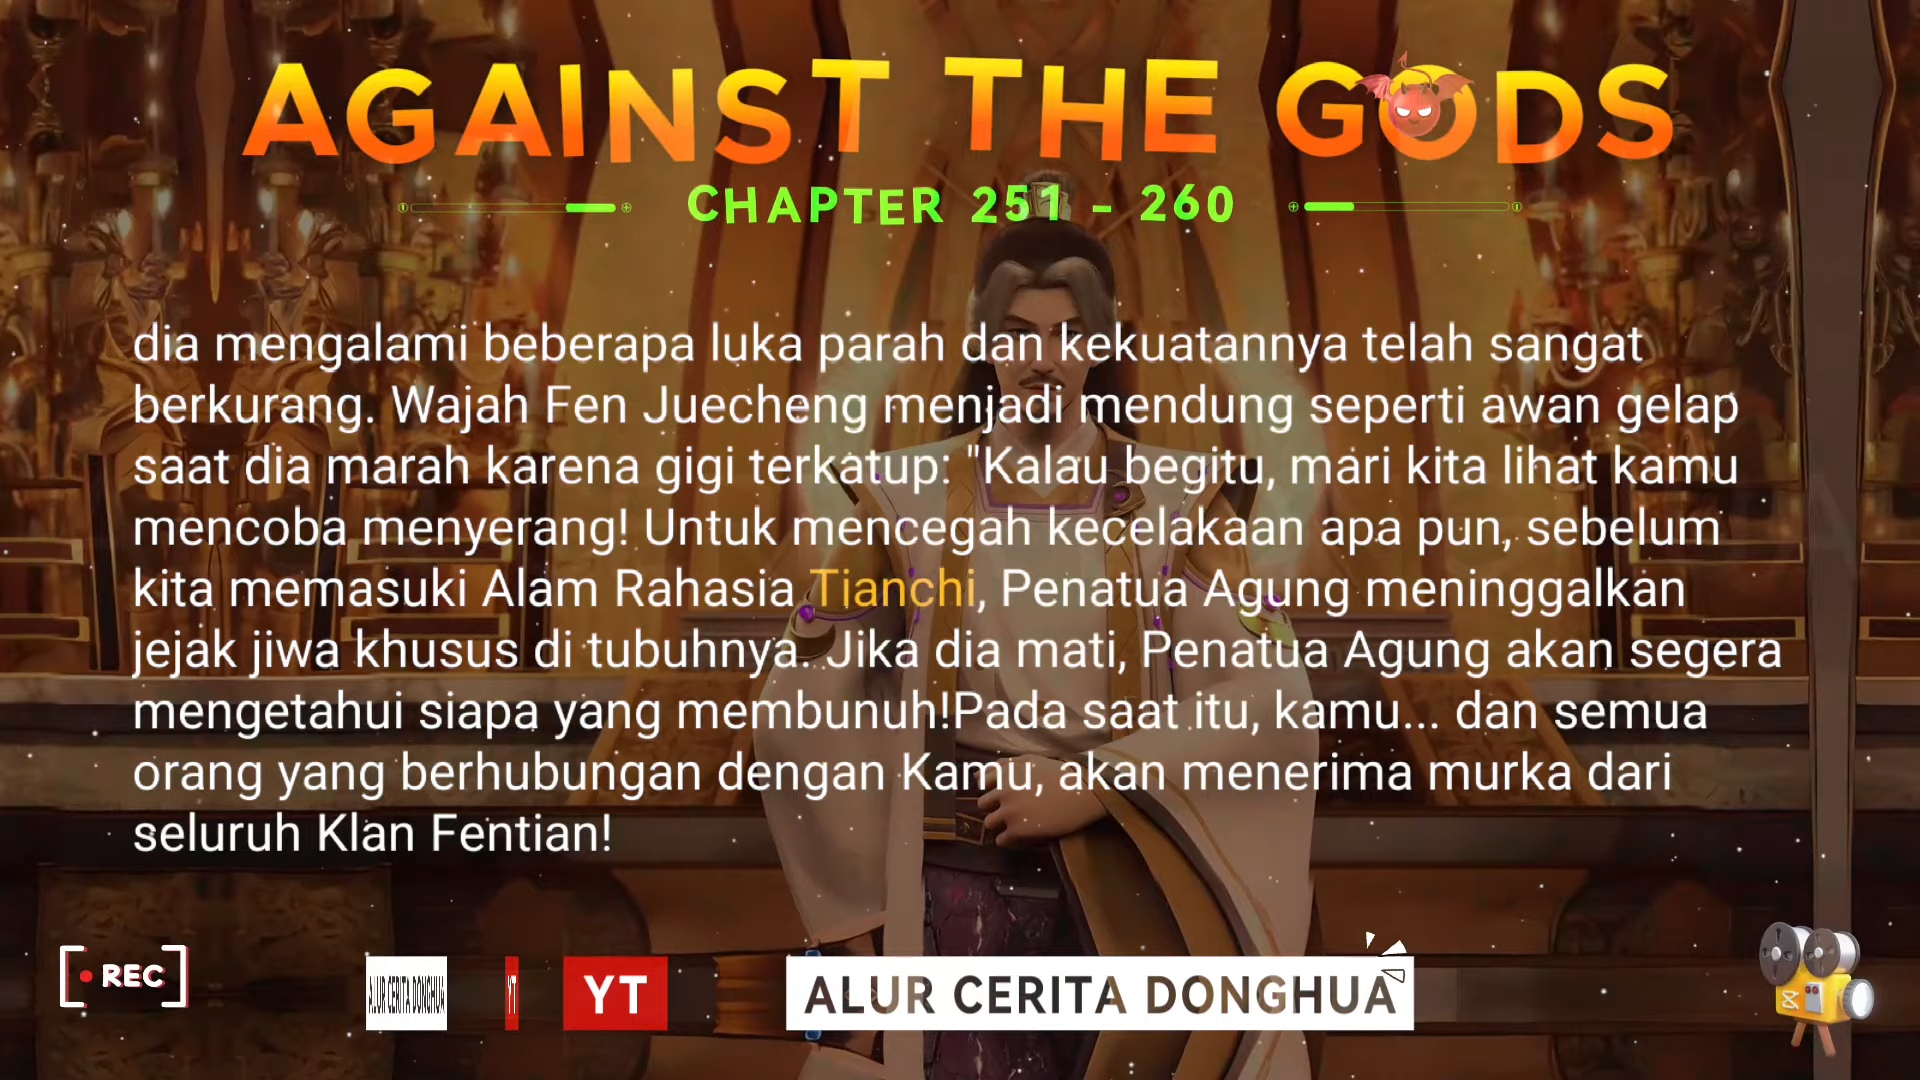 AGAINST THE GODS
CHAPTER 251 - 260
dia mengalami beberapa luka parah dan kekuatannya telah sangat
berkurang. Wajah Fen Juecheng menjadi mendung seperti awan gelap
saat dia marah karena gigi terkatup: "Kalau begitu, mari kita lihat kamu
mencoba menyerang! Untuk mencegah kecelakaan apa pun, sebelum
kita memasuki Alam Rahasia Tianchi, Penatua Agung meninggalkan
jejak jiwa khusus di tubuhnya. Jika dia mati, Penatua Agung akan segera
mengetahui siapa yang membunuh!Pada saat itu, kamu... dan semua
orang yang berhubungan dengan Kamu, akan menerima murka dari
seluruh Klan Fentian!
REC
ALUR CERITA DONGHUA
YT
YT
ALUR CERITA DONGHUA